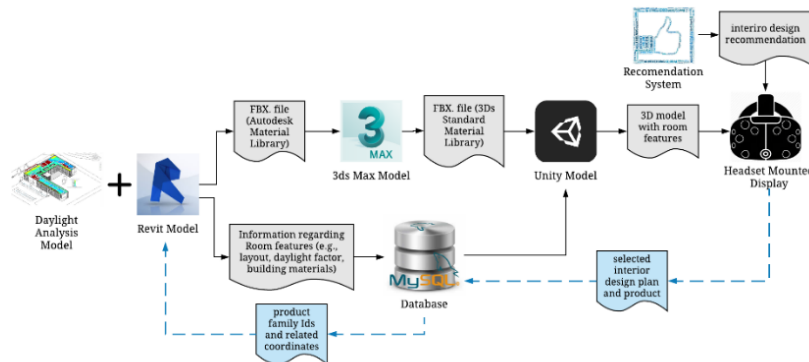 interiro design
recommendation
Recomendation
System
FBX. file
(Autodesk
Material
Library)
3
MAX
3ds Max Model
FBX. file (3Ds
Standard
Material
Library)
Unity Model
3D model
with room
features
Headset Mounted
Display
Daylight
Analysis
Model
+
R
Revit Model
Information regarding
Room features (e.g.,
layout, daylight factor,
building materials)
MySQL
Database
selected
interior
design plan
and product
product
family Ids
and related
coordinates